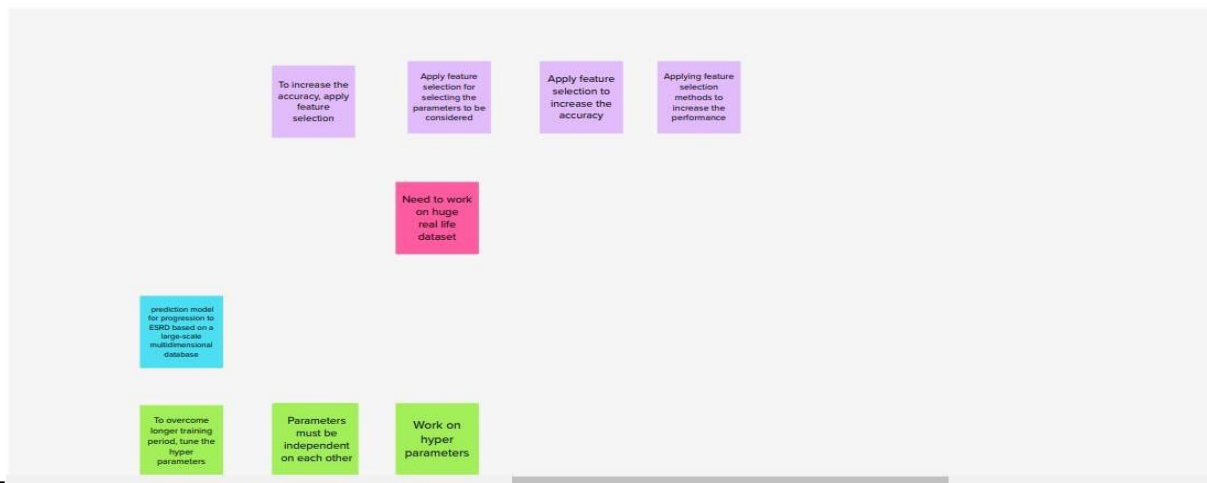 To increase the
accuracy, apply
feature
selection
Apply feature
selection for
selecting the
parameters to be
considered
Apply feature
selection to
increase the
accuracy
Applying feature
selection
methods to
increase the
performance
Need to work
on huge
real life
dataset
prediction model
for progression to
ESRD based on a
large-scale
multidimensional
database
To overcome
longer training
period, tune the
hyper
parameters
Parameters
must be
independent
on each other
Work on
hyper
parameters